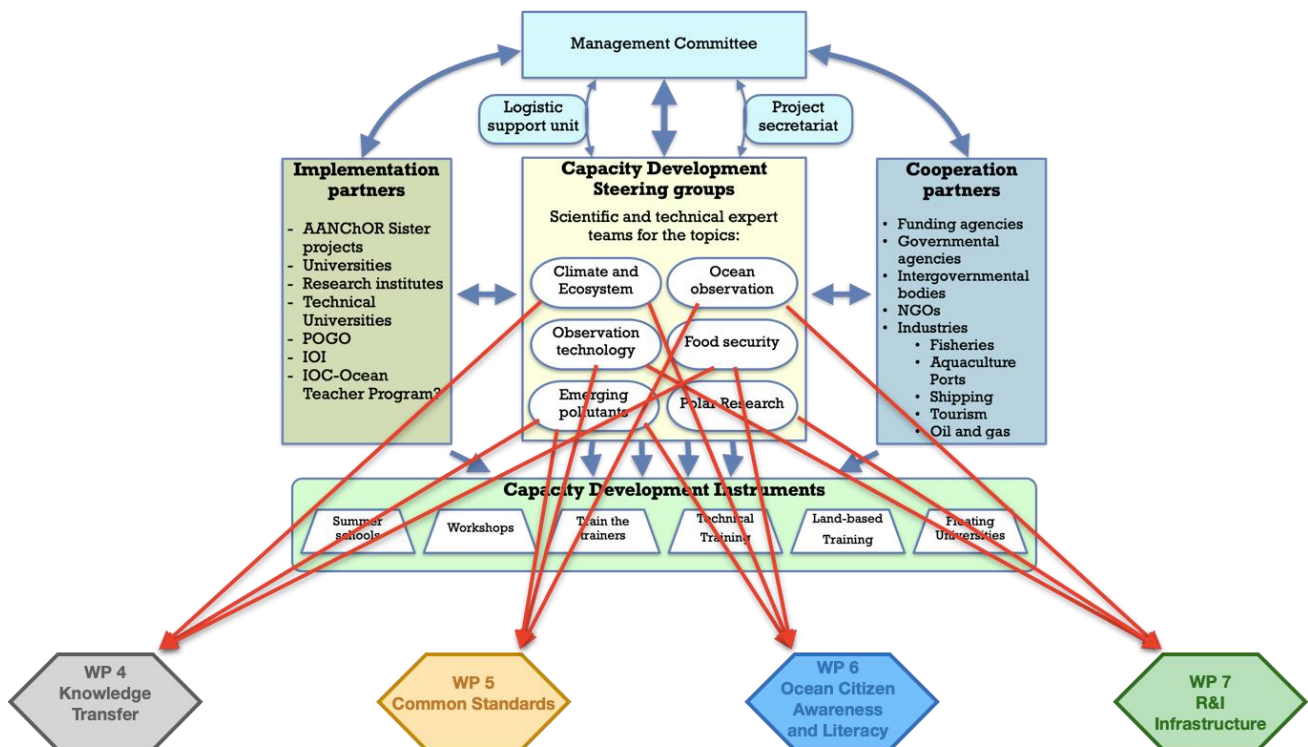 Management Committee
Logistic
support unit
Project
secretariat
Implementation
partners
- AANChOR Sister
projects
- Universities
- Research institutes
- Technical
Universities
- POGO
- IOI
- IOC-Ocean
Teacher Program?
Capacity Development
Steering groups
Scientific and technical expert
teams for the topics:
Climate and
Ecosystem
Ocean
observation
Observation
technology
Food security
Emerging
pollutants
Polar Research
Cooperation
partners
• Funding agencies
• Governmental
agencies
• Intergovernmental
bodies
• NGOs
• Industries
• Fisheries
• Aquaculture
Ports
• Shipping
• Tourism
• Oil and gas
Capacity Development Instruments
Summer
schools
Workshops
Train the
trainers
Technical
Training
Land-based
Training
Floating
Universities
WP 4
Knowledge
Transfer
WP 5
Common Standards
WP 6
Ocean Citizen
Awareness
and Literacy
WP 7
R&I
Infrastructure